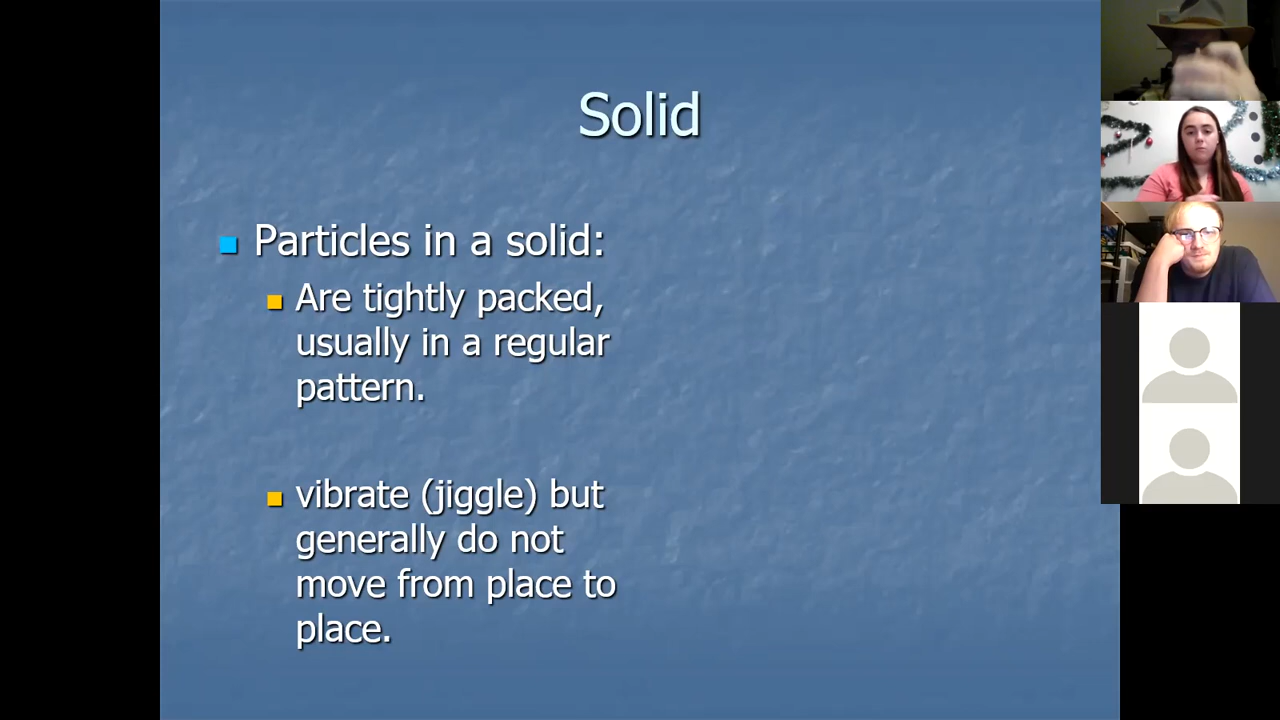 Solid
Particles in a solid:
Are tightly packed,
usually in a regular
pattern.
vibrate (jiggle) but
generally do not
move from place to
place.